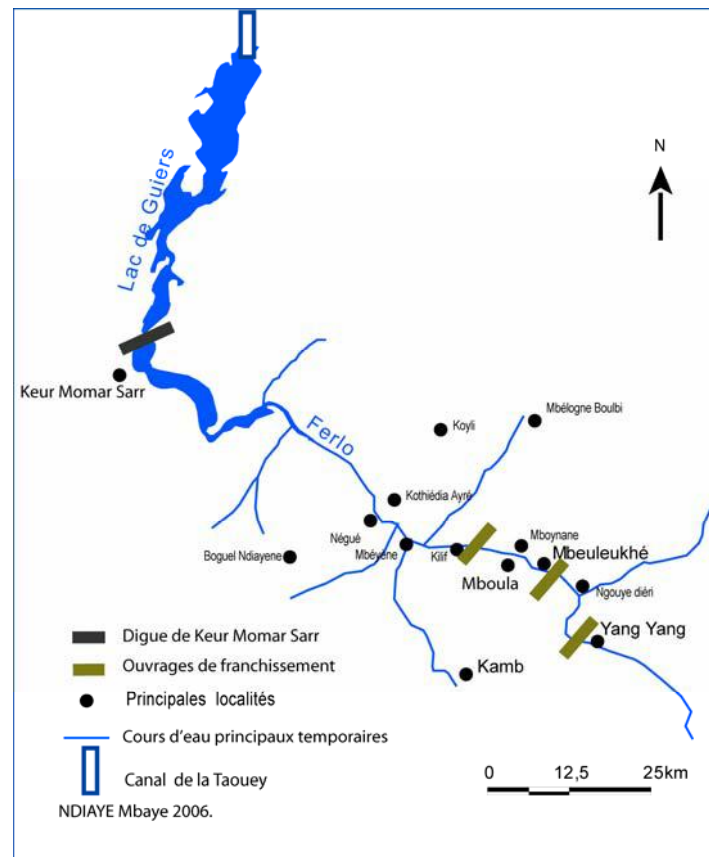 N
Lac de Guiers
Keur Momar Sarr
Ferlo
Koyli
Mbélogne Boulbi
Kothiédia Ayré
Négué
Mbéyène
Kilif
Mboynane
Mbeuleukhé
Boguel Ndiayene
Mboula
Ngouye diéri
Yang Yang
Kamb
Digue de Keur Momar Sarr
Ouvrages de franchissement
Principales localités
Cours d'eau principaux temporaires
Canal de la Taouey
0 12,5 25km
NDIAYE Mbaye 2006.